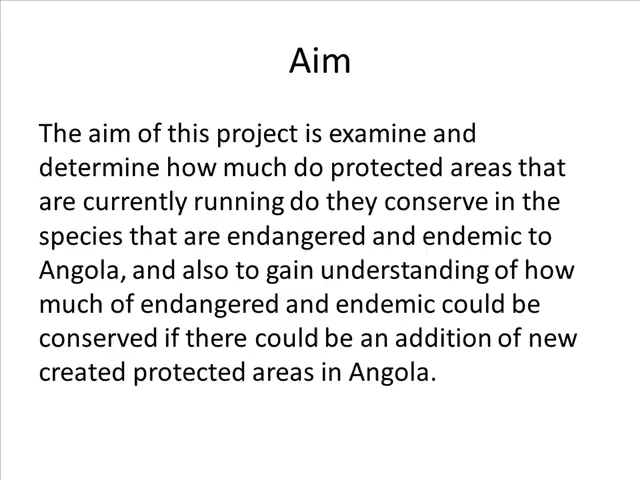 Aim
The aim of this project is examine and
determine how much do protected areas that
are currently running do they conserve in the
species that are endangered and endemic to
Angola, and also to gain understanding of how
much of endangered and endemic could be
conserved if there could be an addition of new
created protected areas in Angola.